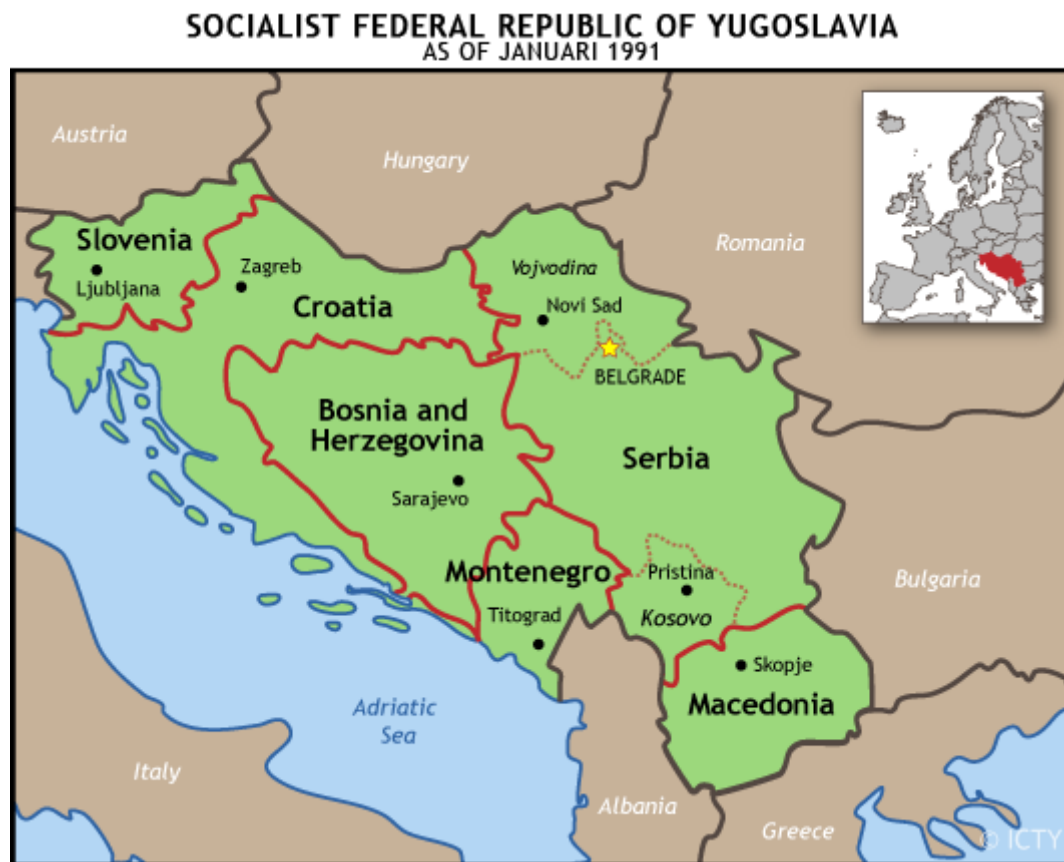 SOCIALIST FEDERAL REPUBLIC OF YUGOSLAVIA
AS OF JANUARI 1991
Austria
Hungary
Romania
Slovenia
Ljubljana
Zagreb
Croatia
Vojvodina
Novi Sad
BELGRADE
Bosnia and
Herzegovina
Sarajevo
Serbia
Montenegro
Titograd
Pristina
Kosovo
Bulgaria
Skopje
Macedonia
Adriatic
Sea
Italy
Albania
Greece
© ICTY